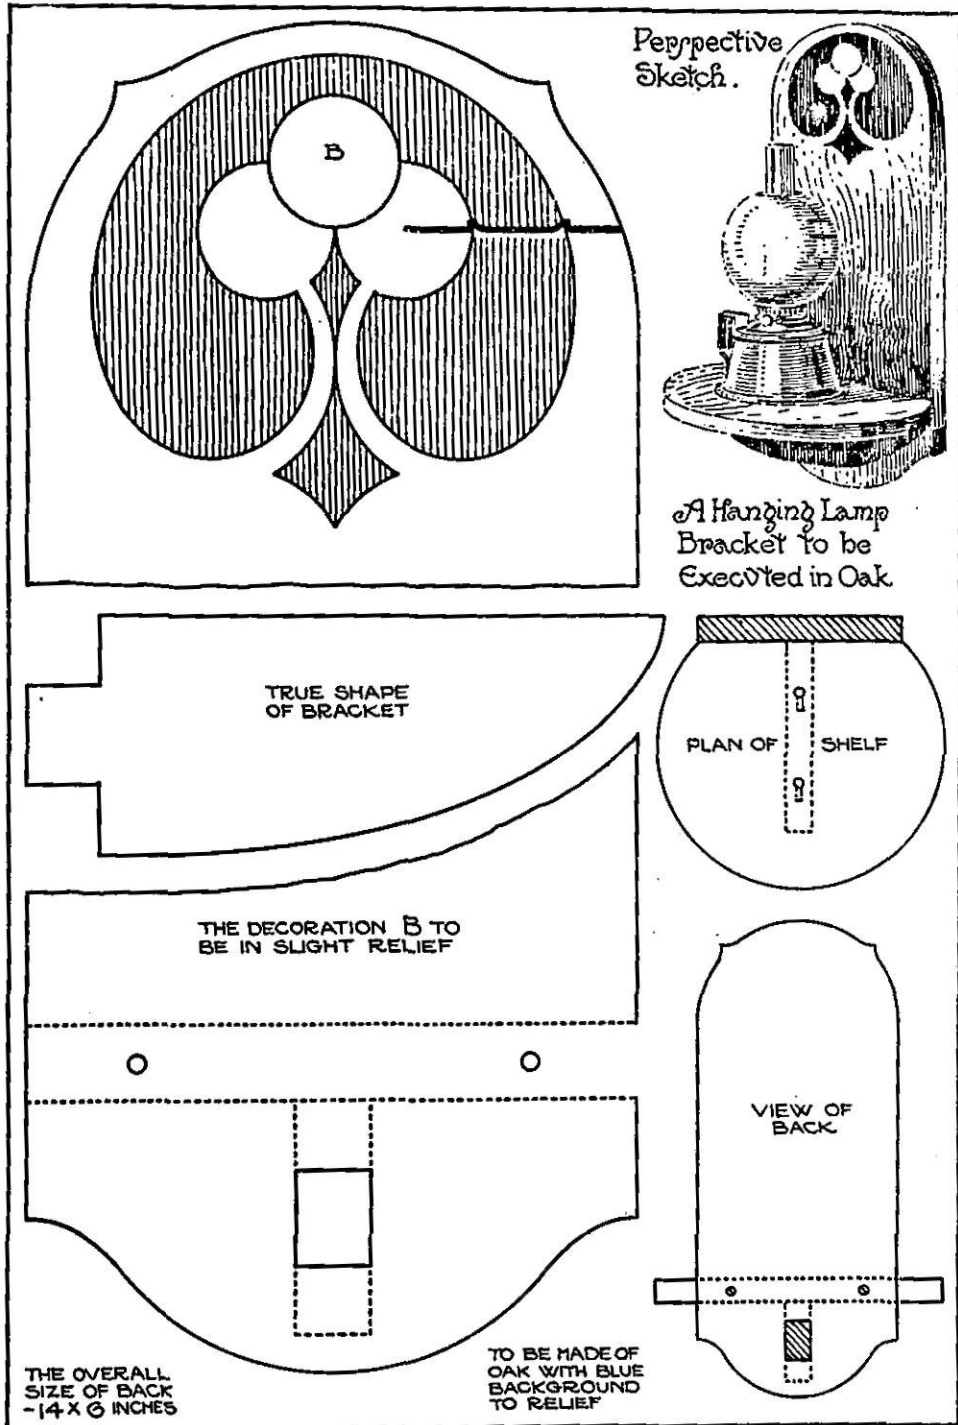 Perspective
Sketch.
B
A Hanging Lamp
Bracket to be
Executed in Oak
TRUE SHAPE
OF BRACKET
PLAN OF SHELF
THE DECORATION B TO
BE IN SLIGHT RELIEF
VIEW OF
BACK
THE OVERALL
SIZE OF BACK
-14 X 6 INCHES
TO BE MADE OF
OAK WITH BLUE
BACKGROUND
TO RELIEF